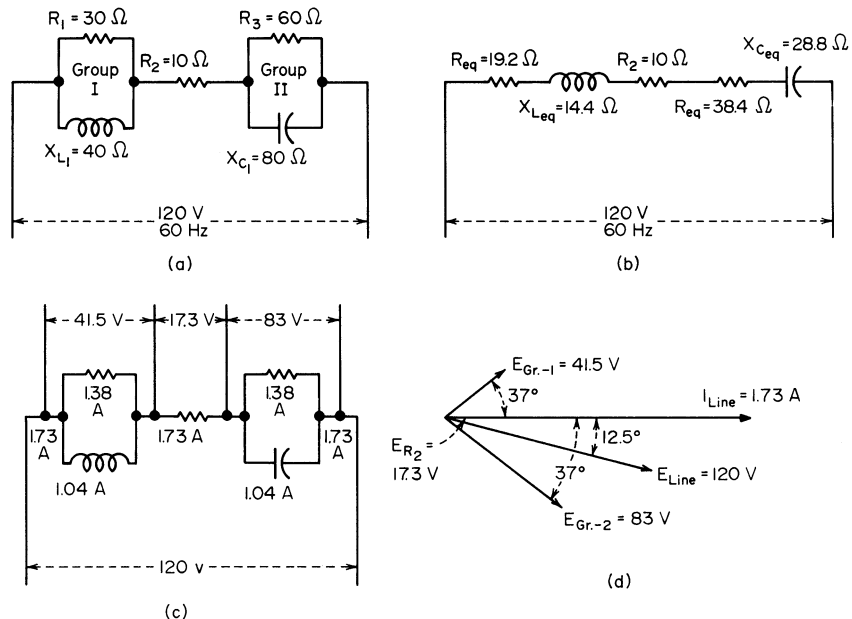 R1 = 30 Ω
R2 = 10 Ω
R3 = 60 Ω
Group
I
Group
II
XL1 = 40 Ω
XC1 = 80 Ω
120 V
60 Hz
(a)
Req = 19.2 Ω
R2 = 10 Ω
XCeq = 28.8 Ω
XLeq = 14.4 Ω
Req = 38.4 Ω
120 V
60 Hz
(b)
41.5 V
17.3 V
83 V
1.38
A
1.38
A
1.73
A
1.73 A
1.73
A
1.04 A
1.04 A
120 v
(c)
EGr.-1 = 41.5 V
37°
ILine = 1.73 A
ER2 =
17.3 V
12.5°
37°
ELine = 120 V
EGr.-2 = 83 V
(d)